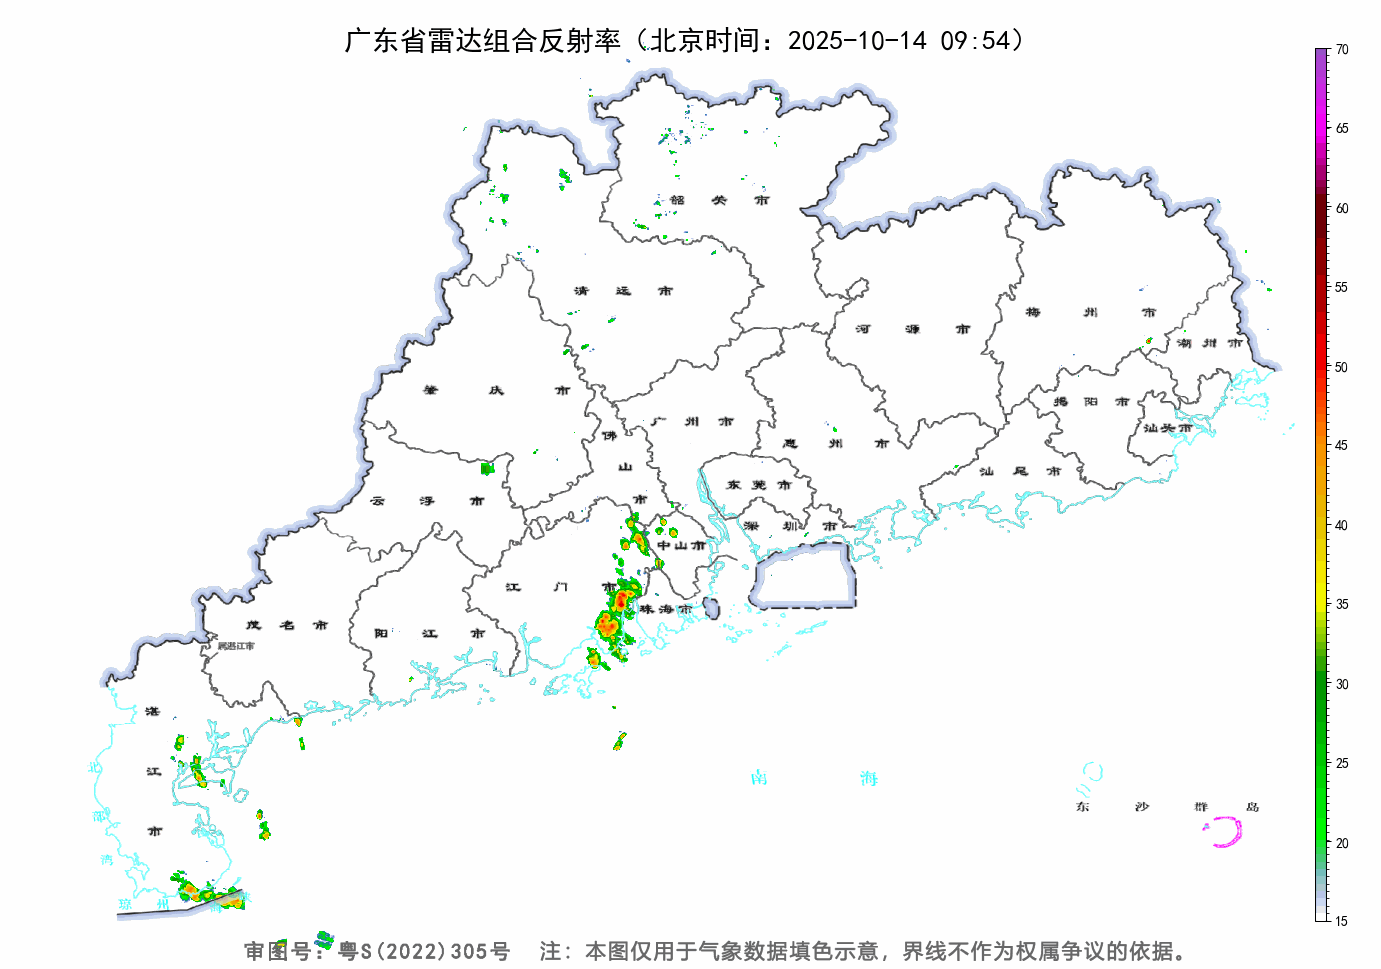 广东省雷达组合反射率（北京时间：2025-10-14 09:54）
70
65
60
55
50
45
40
35
30
25
20
15
韶 关 市
清 远 市
梅 州 市
河 源 市
潮 州 市
肇 庆 市
揭 阳 市
广 州 市
汕头市
佛 山 市
惠 州 市
汕 尾 市
东 莞 市
云 浮 市
深 圳 市
中山市
江 门 市
珠海市
茂 名 市
阳 江 市
属湛江市
湛 江 市
南 海
北 部 湾
东 沙 群 岛
琼 州 海 峡
审图号：粤S(2022)305号 注：本图仅用于气象数据填色示意，界线不作为权属争议的依据。